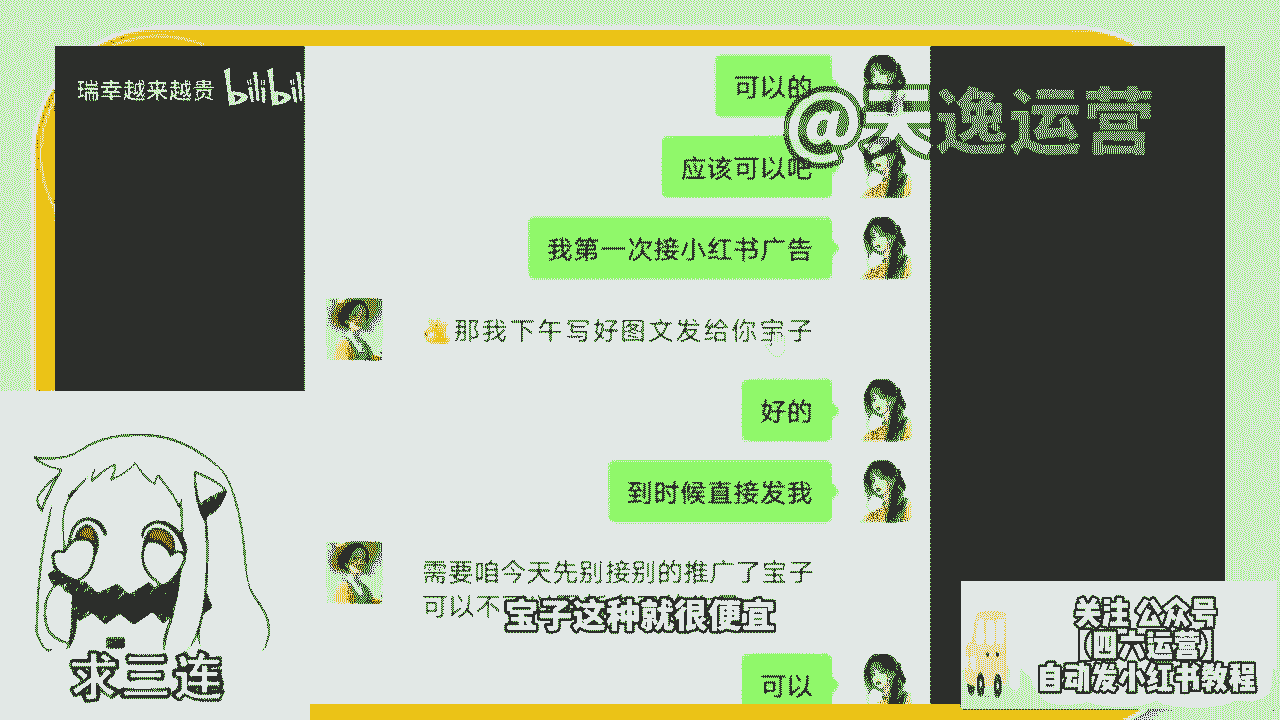 瑞幸越来越贵 bilibil
可以的
@天逸运营
应该可以吧
我第一次接小红书广告
那我下午写好图文发给你宝子
好的
到时候直接发我
需要咱今天先别接别的推广了宝子
可以不
宝子这种就很便宜
可以
求三连
关注 公众号
(四六运营)
自动发小红书教程